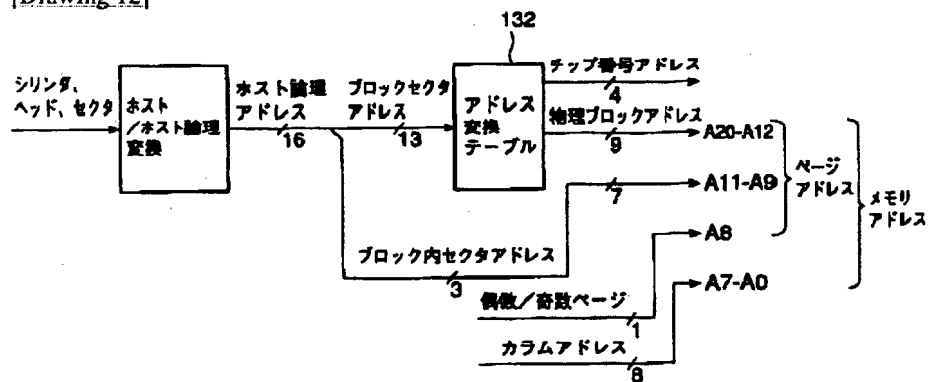 [Drawing 12]
132
シリンダ、
ヘッド、セクタ
ホスト
/ホスト論理
変換
ホスト論理
アドレス
16
ブロックセクタ
アドレス
13
アドレス
変換
テーブル
チップ番号アドレス
4
物理ブロックアドレス
9
A20-A12
7
A11-A9
ページ
アドレス
メモリ
アドレス
A8
ブロック内セクタアドレス
3
A7-A0
偶数/奇数ページ
1
カラムアドレス
8